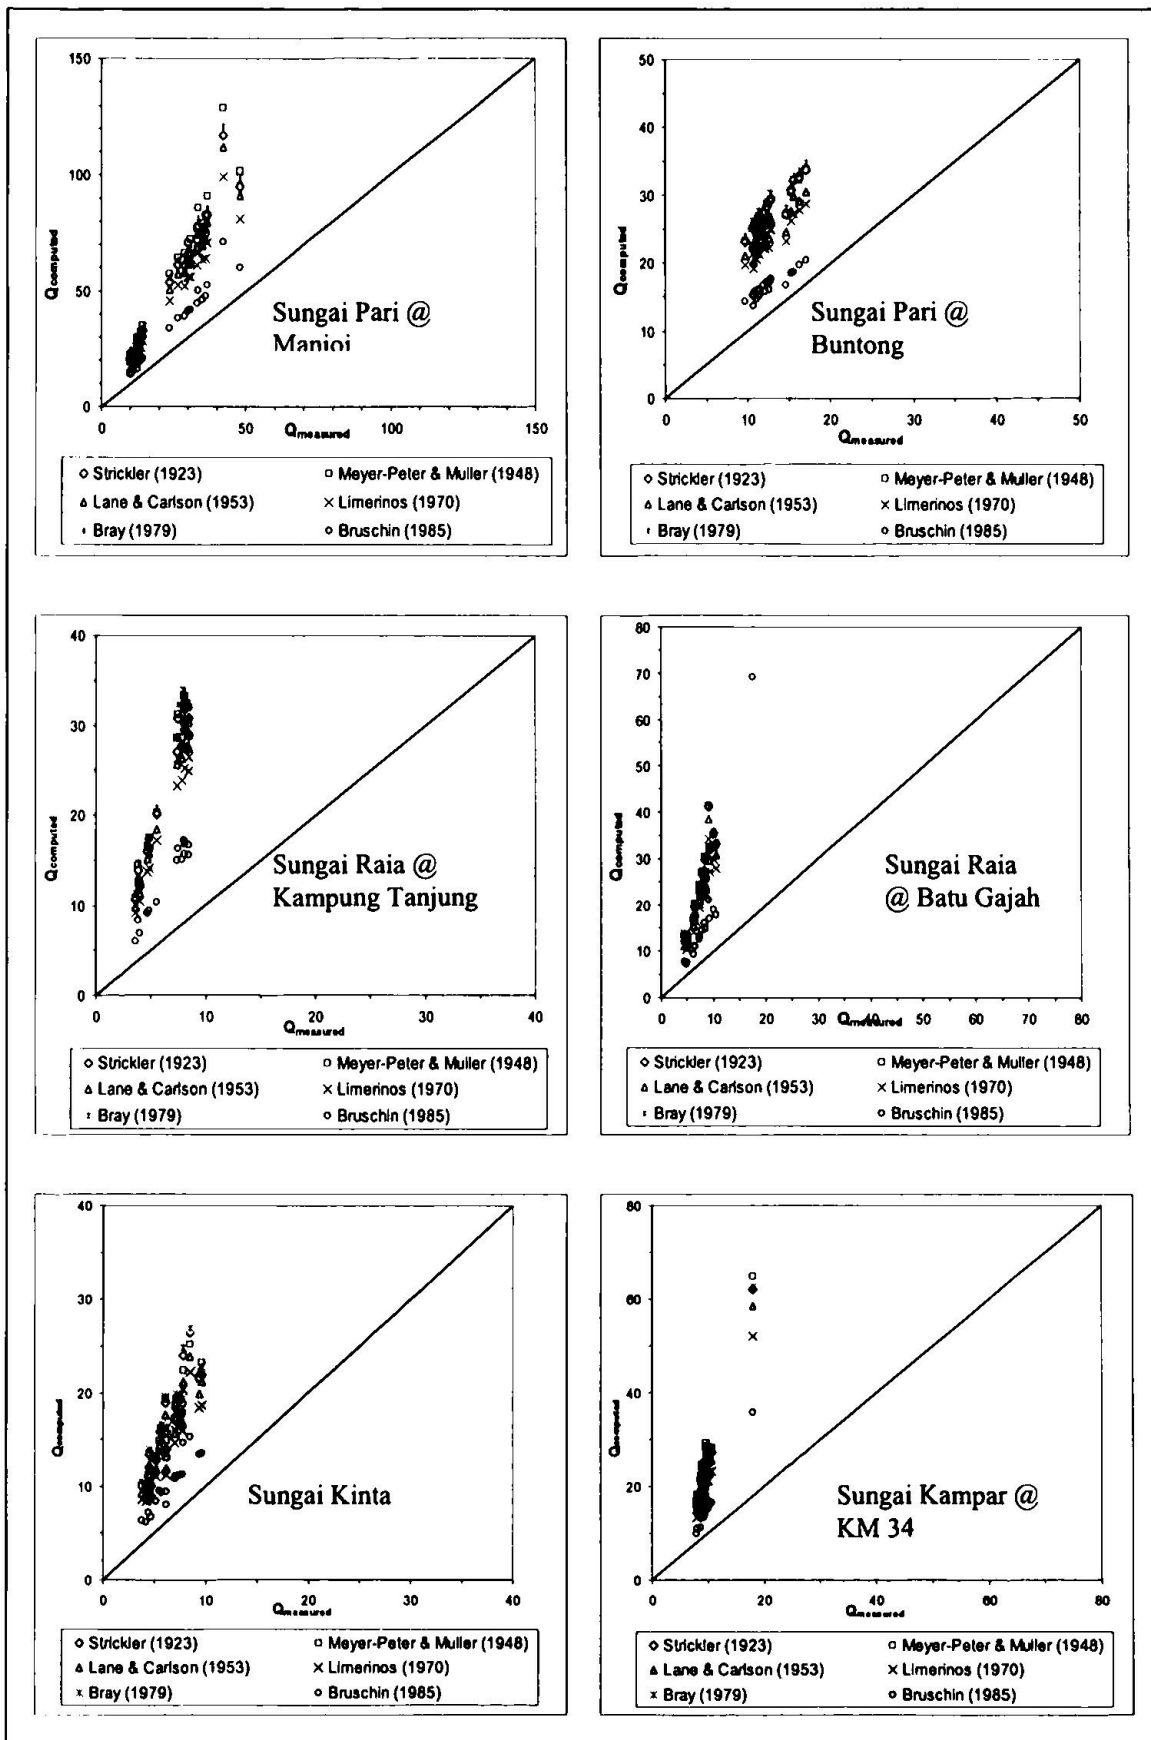 150
100
50
0
Qcomputed
0 50 100 150
Qmeasured
Sungai Pari @
Manjoi
◇ Strickler (1923) □ Meyer-Peter & Muller (1948)
△ Lane & Carlson (1953) × Limerinos (1970)
Bray (1979) ○ Bruschin (1985)
50
40
30
20
10
0
Qcomputed
0 10 20 30 40 50
Qmeasured
Sungai Pari @
Buntong
◇ Strickler (1923) □ Meyer-Peter & Muller (1948)
△ Lane & Carlson (1953) × Limerinos (1970)
Bray (1979) ○ Bruschin (1985)
40
30
20
10
0
Qcomputed
0 10 20 30 40
Qmeasured
Sungai Raia @
Kampung Tanjung
◇ Strickler (1923) □ Meyer-Peter & Muller (1948)
△ Lane & Carlson (1953) × Limerinos (1970)
Bray (1979) ○ Bruschin (1985)
80
70
60
50
40
30
20
10
0
Qcomputed
0 10 20 30 40 50 60 70 80
Qmeasured
Sungai Raia
@ Batu Gajah
◇ Strickler (1923) □ Meyer-Peter & Muller (1948)
△ Lane & Carlson (1953) × Limerinos (1970)
Bray (1979) ○ Bruschin (1985)
40
30
20
10
0
Qcomputed
0 10 20 30 40
Qmeasured
Sungai Kinta
◇ Strickler (1923) □ Meyer-Peter & Muller (1948)
△ Lane & Carlson (1953) × Limerinos (1970)
Bray (1979) ○ Bruschin (1985)
80
60
40
20
0
Qcomputed
0 20 40 60 80
Qmeasured
Sungai Kampar @
KM 34
◇ Strickler (1923) □ Meyer-Peter & Muller (1948)
△ Lane & Carlson (1953) × Limerinos (1970)
Bray (1979) ○ Bruschin (1985)